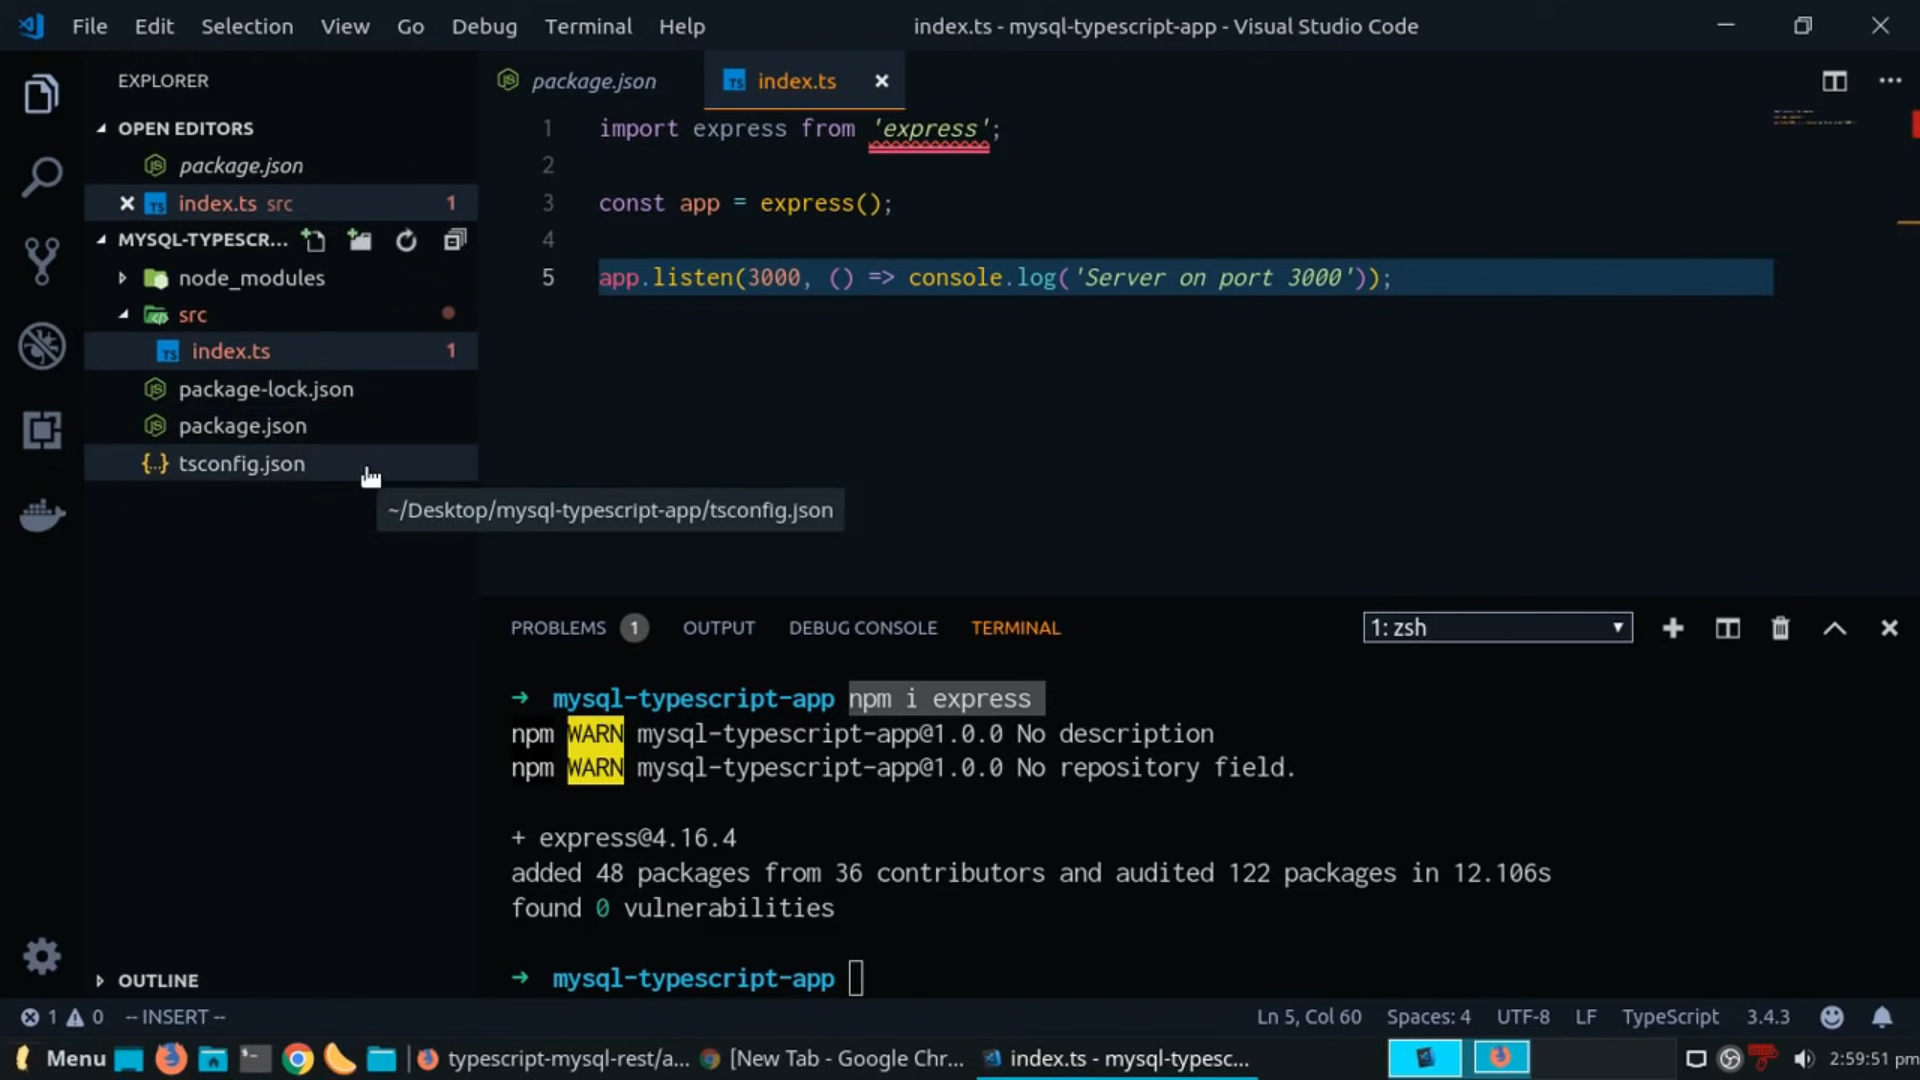 File Edit Selection View Go Debug Terminal Help index.ts - mysql-typescript-app - Visual Studio Code
EXPLORER
OPEN EDITORS
package.json
index.ts src 1
MYSQL-TYPESCR...
node_modules
src
index.ts 1
package-lock.json
package.json
tsconfig.json
~/Desktop/mysql-typescript-app/tsconfig.json
OUTLINE
package.json index.ts
1 import express from 'express';
2
3 const app = express();
4
5 app.listen(3000, () => console.log('Server on port 3000'));
PROBLEMS 1 OUTPUT DEBUG CONSOLE TERMINAL 1: zsh
→ mysql-typescript-app npm i express
npm WARN mysql-typescript-app@1.0.0 No description
npm WARN mysql-typescript-app@1.0.0 No repository field.
+ express@4.16.4
added 48 packages from 36 contributors and audited 122 packages in 12.106s
found 0 vulnerabilities
→ mysql-typescript-app
1 0 -- INSERT -- Ln 5, Col 60 Spaces: 4 UTF-8 LF TypeScript 3.4.3
Menu typescript-mysql-rest/a... [New Tab - Google Chr... index.ts - mysql-typesc... 2:59:51 pm